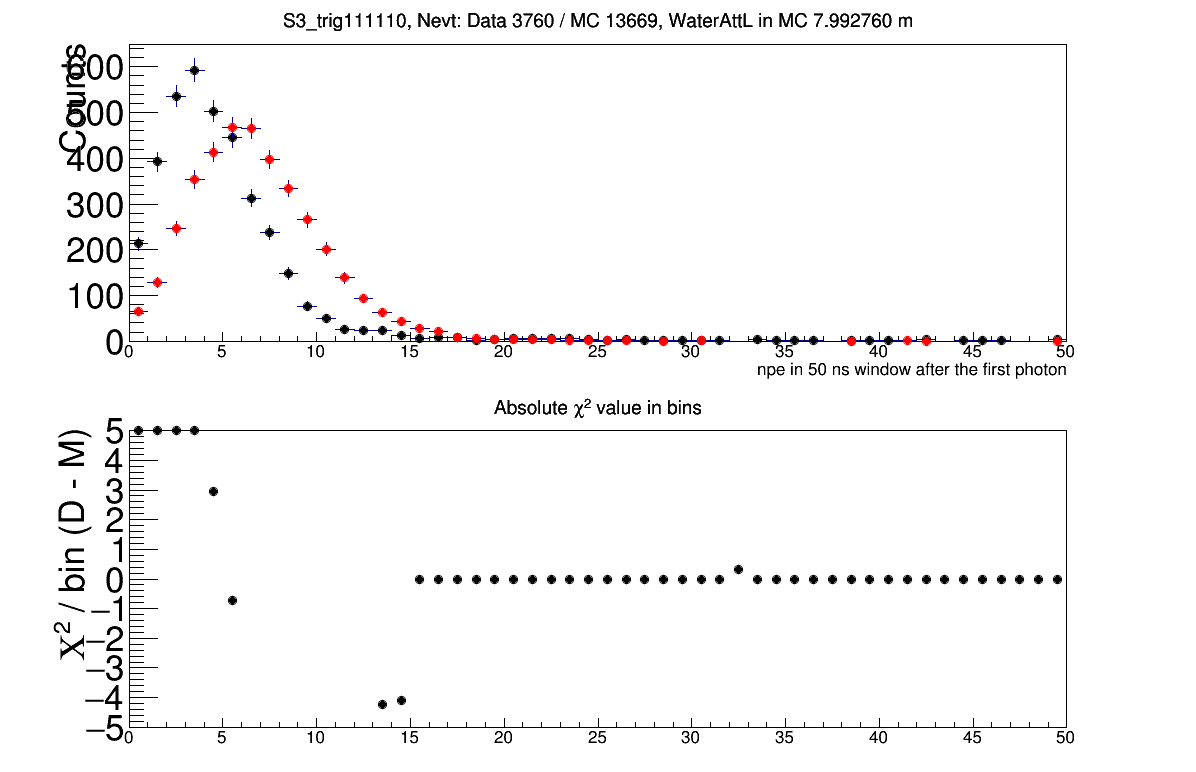 S3_trig111110, Nevt: Data 3760 / MC 13669, WaterAttL in MC 7.992760 m
Counts
600
500
400
300
200
100
0
0 5 10 15 20 25 30 35 40 45 50
npe in 50 ns window after the first photon
Absolute χ² value in bins
X² / bin (D - M)
5
4
3
2
1
0
−1
−2
−3
−4
−5
0 5 10 15 20 25 30 35 40 45 50